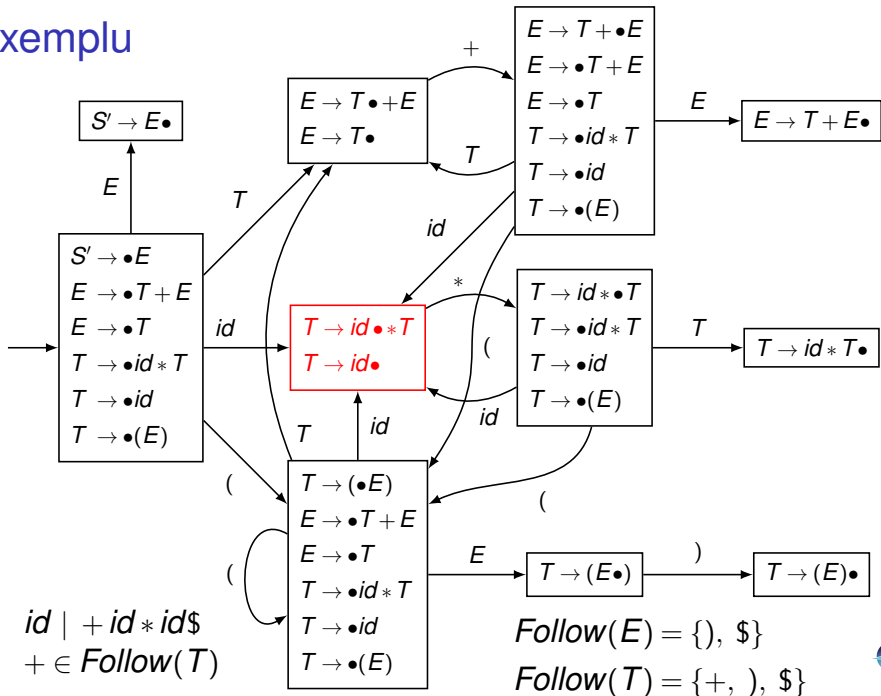 xemplu
S′ → E•
E
S′ → •E
E → •T + E
E → •T
T → •id * T
T → •id
T → •(E)
T
id
(
E → T• + E
E → T•
+
T
E → T + •E
E → •T + E
E → •T
T → •id * T
T → •id
T → •(E)
E
E → T + E•
id
(
T → id • * T
T → id•
*
id
T → id * •T
T → •id * T
T → •id
T → •(E)
T
T → id * T•
(
T
id
(
T → (•E)
E → •T + E
E → •T
T → •id * T
T → •id
T → •(E)
E
T → (E•)
)
T → (E)•
id | + id * id$
+ ∈ Follow(T)
Follow(E) = {), $}
Follow(T) = {+, ), $}